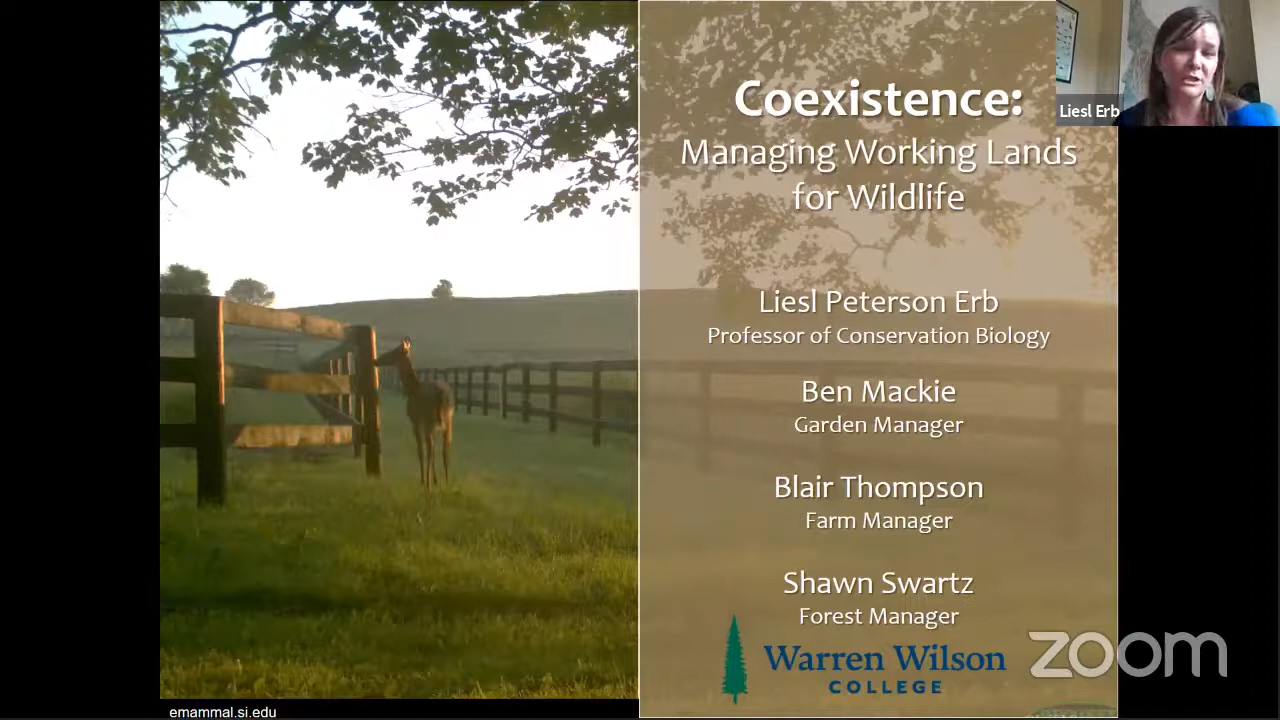 Coexistence:
Managing Working Lands
for Wildlife
Liesl Erb
Liesl Peterson Erb
Professor of Conservation Biology
Ben Mackie
Garden Manager
Blair Thompson
Farm Manager
Shawn Swartz
Forest Manager
Warren Wilson
COLLEGE
zoom
emammal.si.edu